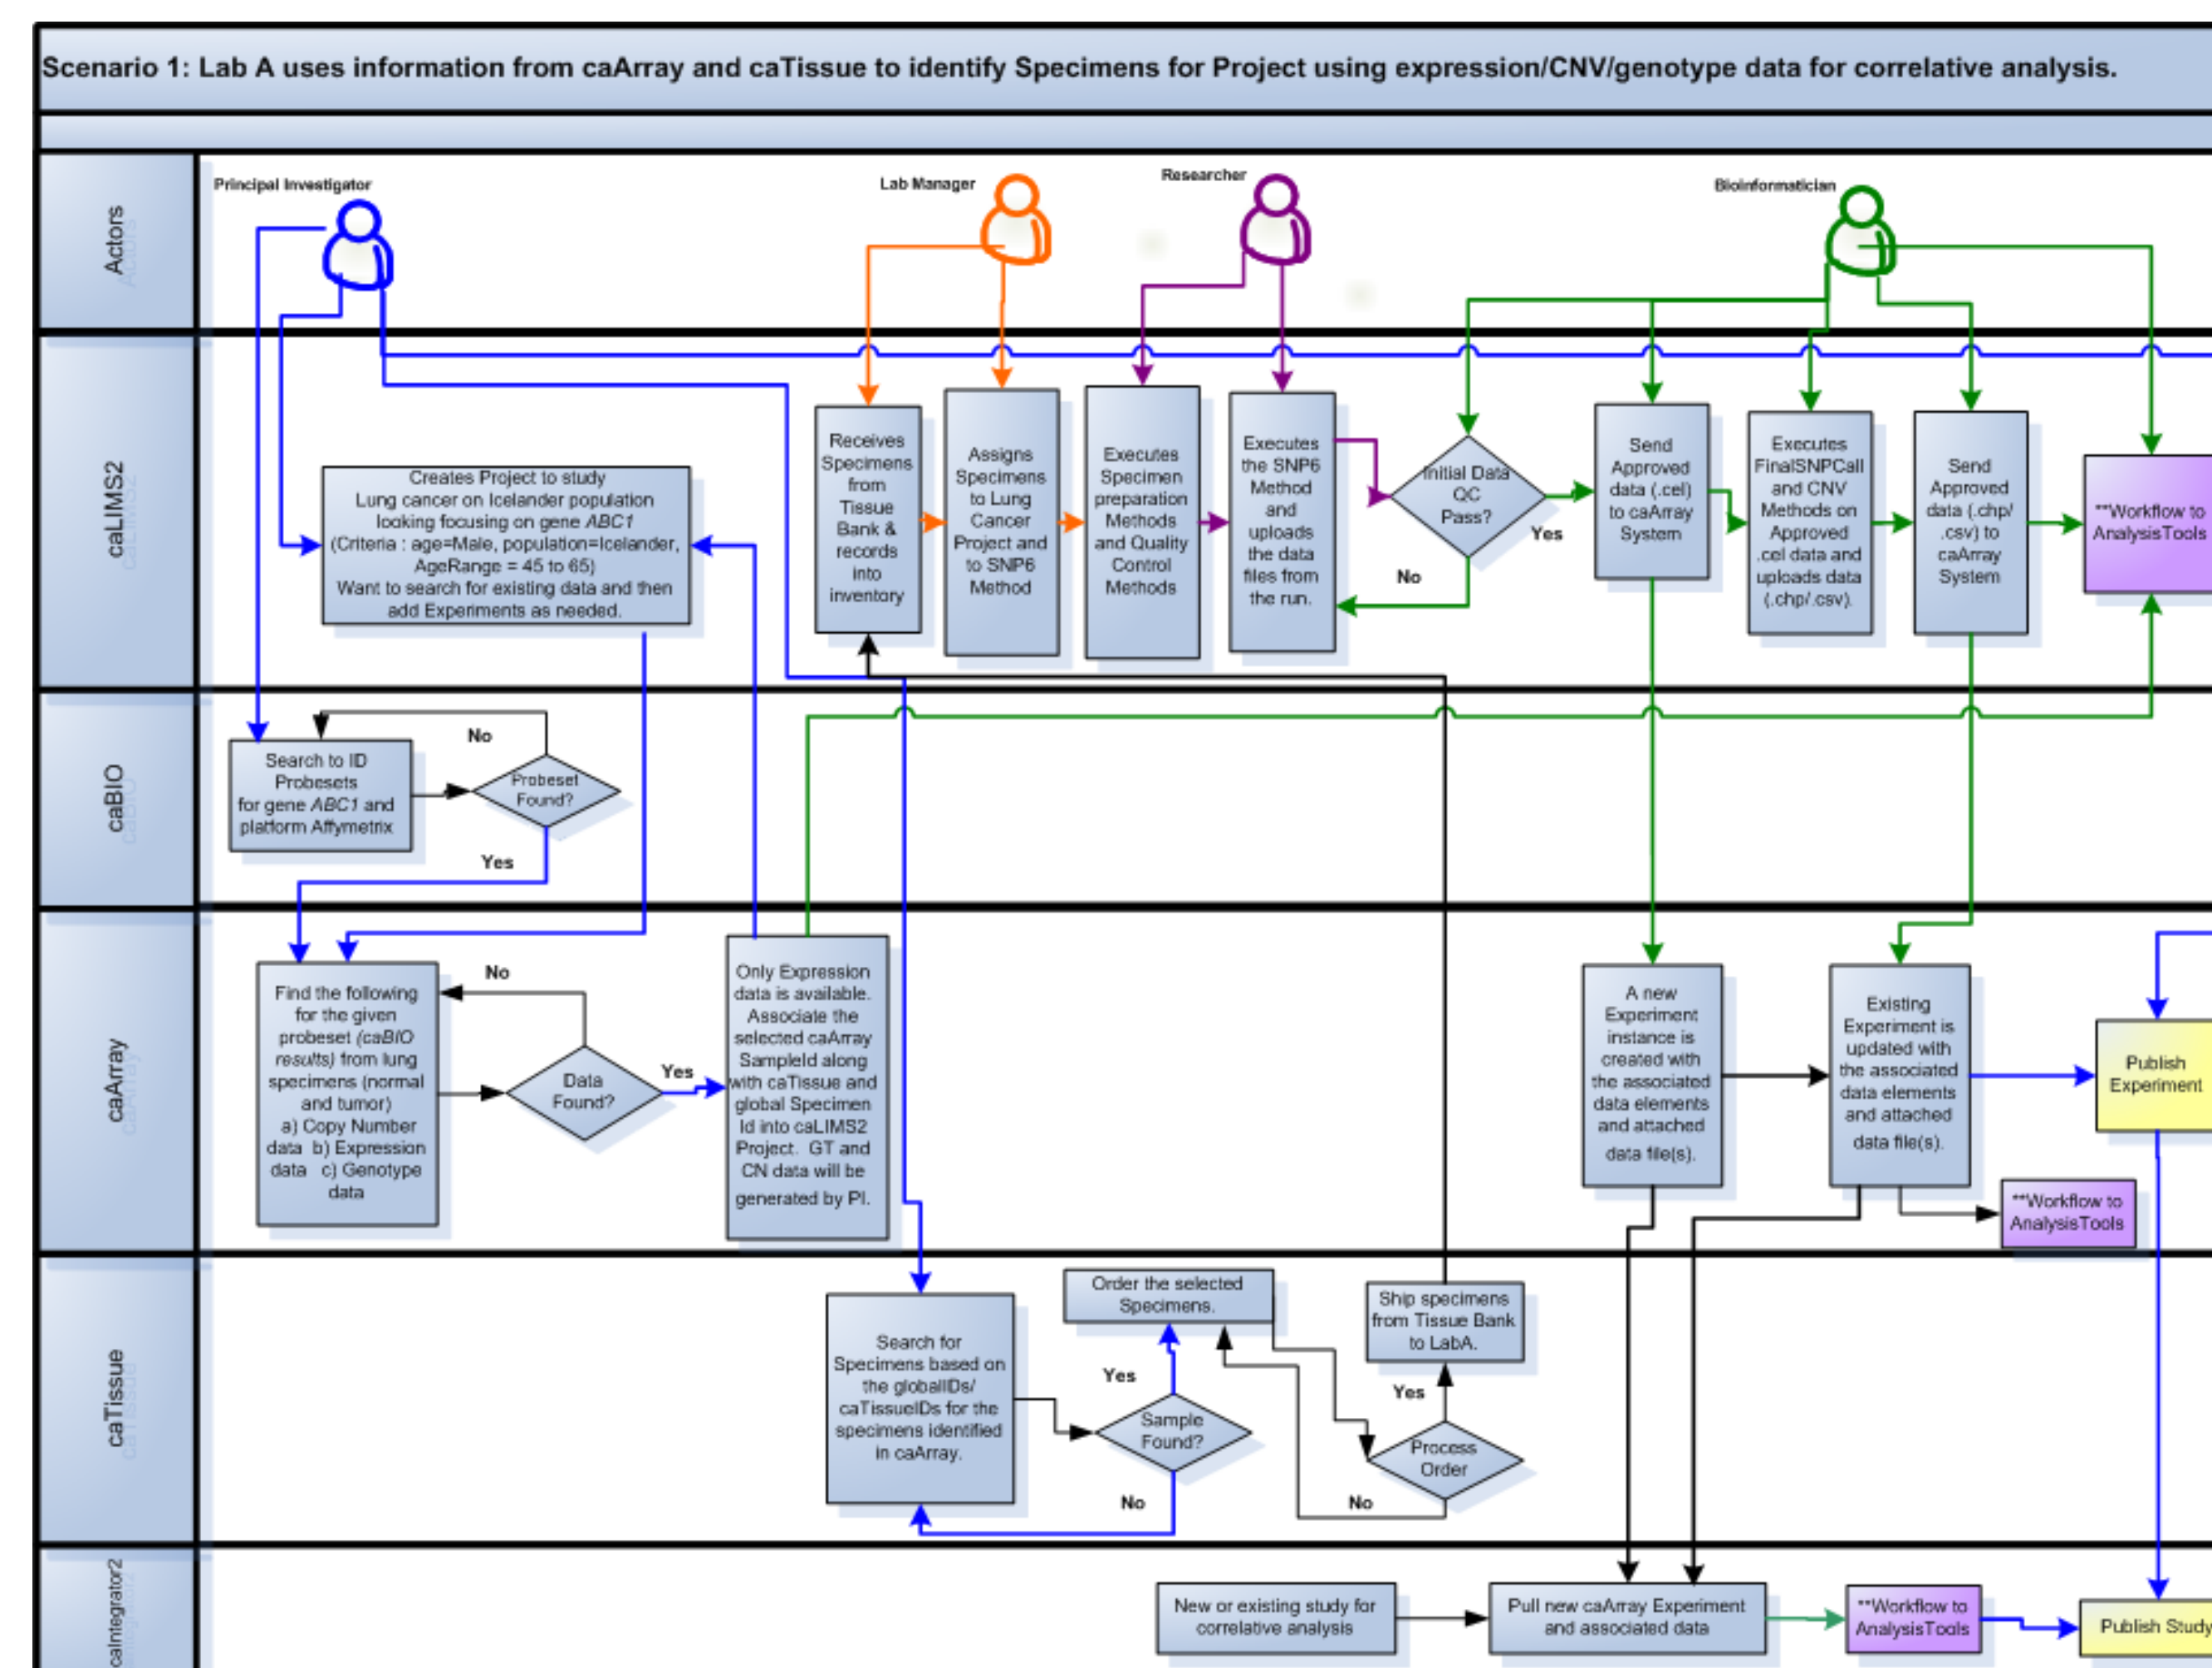 Scenario 1: Lab A uses information from caArray and caTissue to identify Specimens for Project using expression/CNV/genotype data for correlative analysis.
Actors
Principal Investigator
Lab Manager
Researcher
Bioinformatician
caLIMS2
Creates Project to study
Lung cancer on Icelander population
looking focusing on gene ABC1
(Criteria : age=Male, population=Icelander,
AgeRange = 45 to 65)
Want to search for existing data and then
add Experiments as needed.
Receives
Specimens
from
Tissue
Bank &
records
into
inventory
Assigns
Specimens
to Lung
Cancer
Project and
to SNP6
Method
Executes
Specimen
preparation
Methods
and Quality
Control
Methods
Executes
the SNP6
Method
and
uploads
the data
files from
the run.
Initial Data
QC
Pass?
Yes
No
Send
Approved
data (.cel)
to caArray
System
Executes
FinalSNPCall
and CNV
Methods on
Approved
.cel data and
uploads data
(.chp/.csv).
Send
Approved
data (.chp/
.csv) to
caArray
System
**Workflow to
AnalysisTools
caBIO
Search to ID
Probesets
for gene ABC1 and
platform Affymetrix
No
Probeset
Found?
Yes
caArray
Find the following
for the given
probeset (caBIO
results) from lung
specimens (normal
and tumor)
a) Copy Number
data b) Expression
data c) Genotype
data
No
Data
Found?
Yes
Only Expression
data is available.
Associate the
selected caArray
SampleId along
with caTissue and
global Specimen
Id into caLIMS2
Project. GT and
CN data will be
generated by PI.
A new
Experiment
instance is
created with
the associated
data elements
and attached
data file(s).
Existing
Experiment is
updated with
the associated
data elements
and attached
data file(s).
Publish
Experiment
**Workflow to
AnalysisTools
caTissue
Search for
Specimens based on
the globalIDs/
caTissueIDs for the
specimens identified
in caArray.
Order the selected
Specimens.
Yes
Sample
Found?
No
Ship specimens
from Tissue Bank
to LabA.
Yes
Process
Order
No
caIntegrator2
New or existing study for
correlative analysis
Pull new caArray Experiment
and associated data
**Workflow to
AnalysisTools
Publish Study